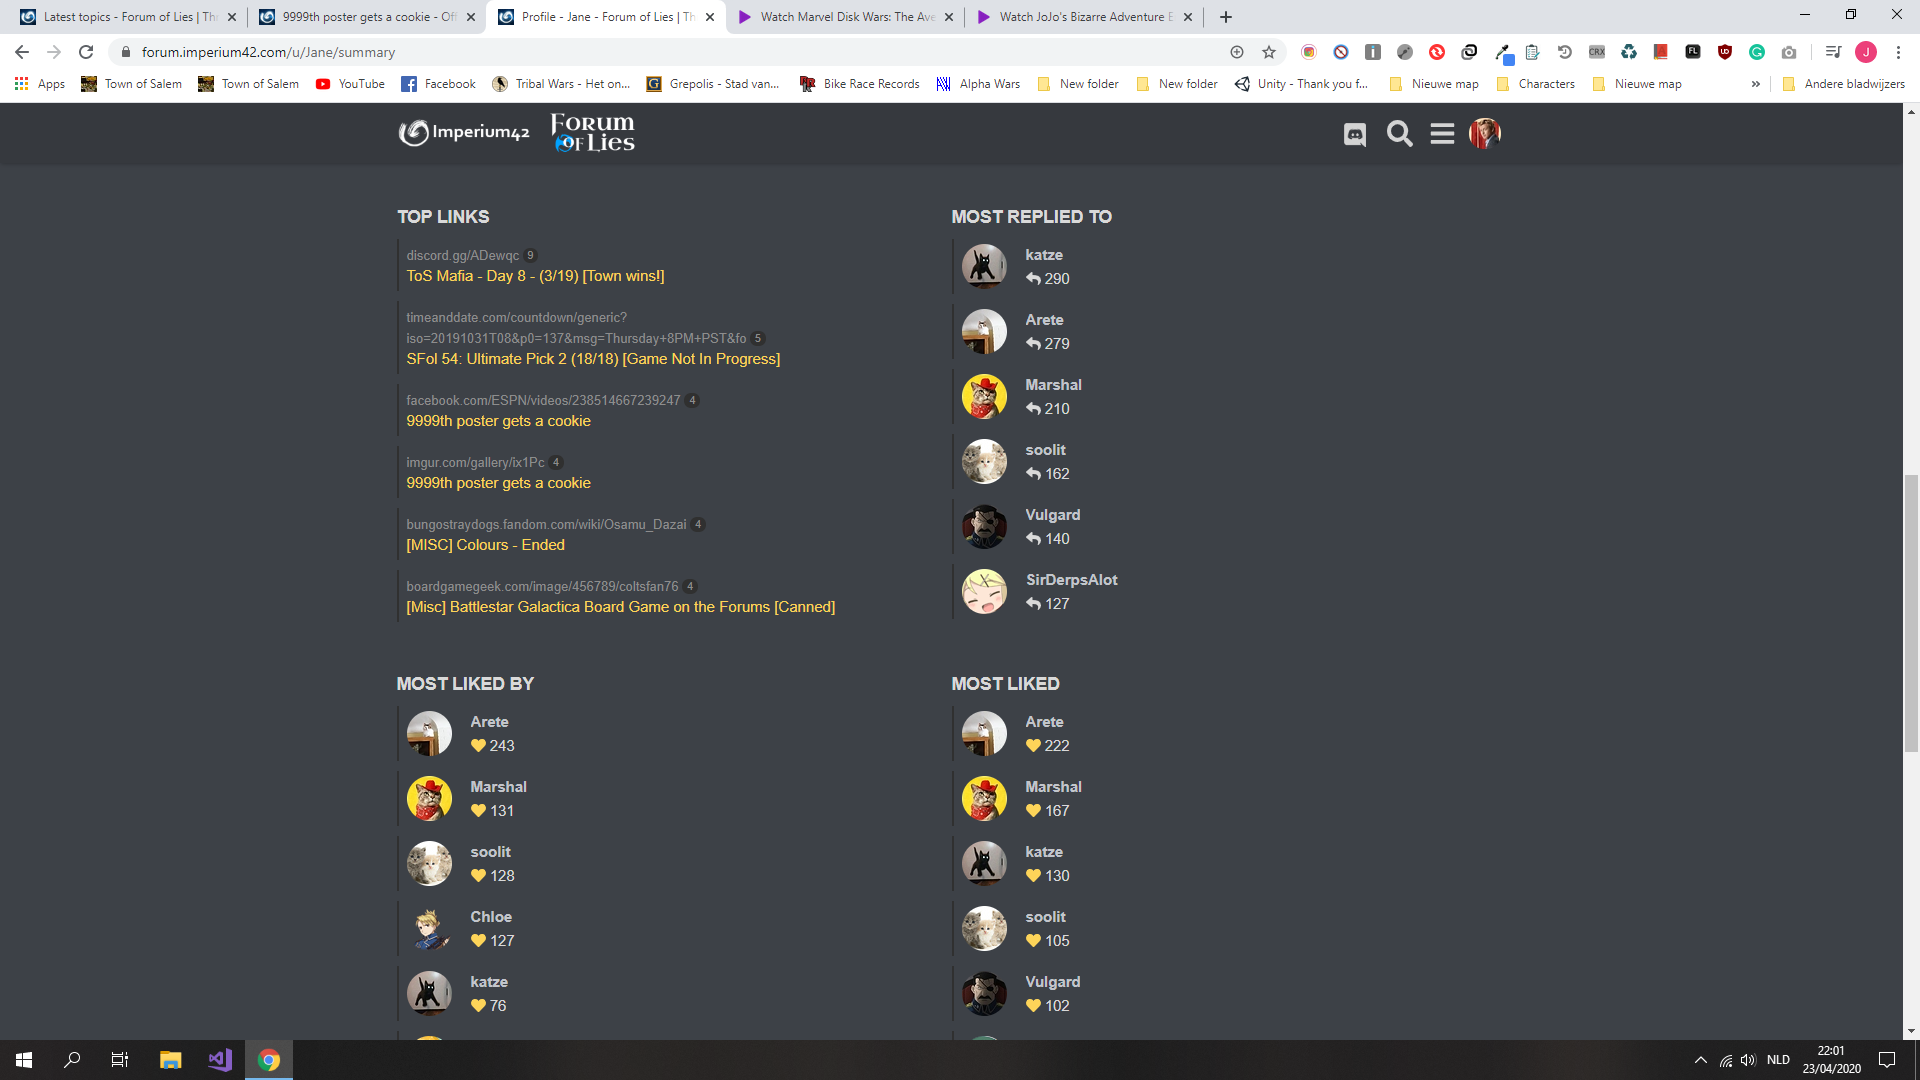 Latest topics - Forum of Lies | Thr
9999th poster gets a cookie - Off
Profile - Jane - Forum of Lies | Th
Watch Marvel Disk Wars: The Ave
Watch JoJo's Bizarre Adventure E
forum.imperium42.com/u/Jane/summary
Apps
Town of Salem
Town of Salem
YouTube
Facebook
Tribal Wars - Het on...
Grepolis - Stad van...
Bike Race Records
Alpha Wars
New folder
New folder
Unity - Thank you f...
Nieuwe map
Characters
Nieuwe map
Andere bladwijzers
Imperium42
Forum of Lies
TOP LINKS
discord.gg/ADewqc 9
ToS Mafia - Day 8 - (3/19) [Town wins!]
timeanddate.com/countdown/generic?
iso=20191031T08&p0=137&msg=Thursday+8PM+PST&fo 5
SFol 54: Ultimate Pick 2 (18/18) [Game Not In Progress]
facebook.com/ESPN/videos/238514667239247 4
9999th poster gets a cookie
imgur.com/gallery/ix1Pc 4
9999th poster gets a cookie
bungostraydogs.fandom.com/wiki/Osamu_Dazai 4
[MISC] Colours - Ended
boardgamegeek.com/image/456789/coltsfan76 4
[Misc] Battlestar Galactica Board Game on the Forums [Canned]
MOST REPLIED TO
katze
290
Arete
279
Marshal
210
soolit
162
Vulgard
140
SirDerpsAlot
127
MOST LIKED BY
Arete
243
Marshal
131
soolit
128
Chloe
127
katze
76
MOST LIKED
Arete
222
Marshal
167
katze
130
soolit
105
Vulgard
102
NLD
22:01
23/04/2020